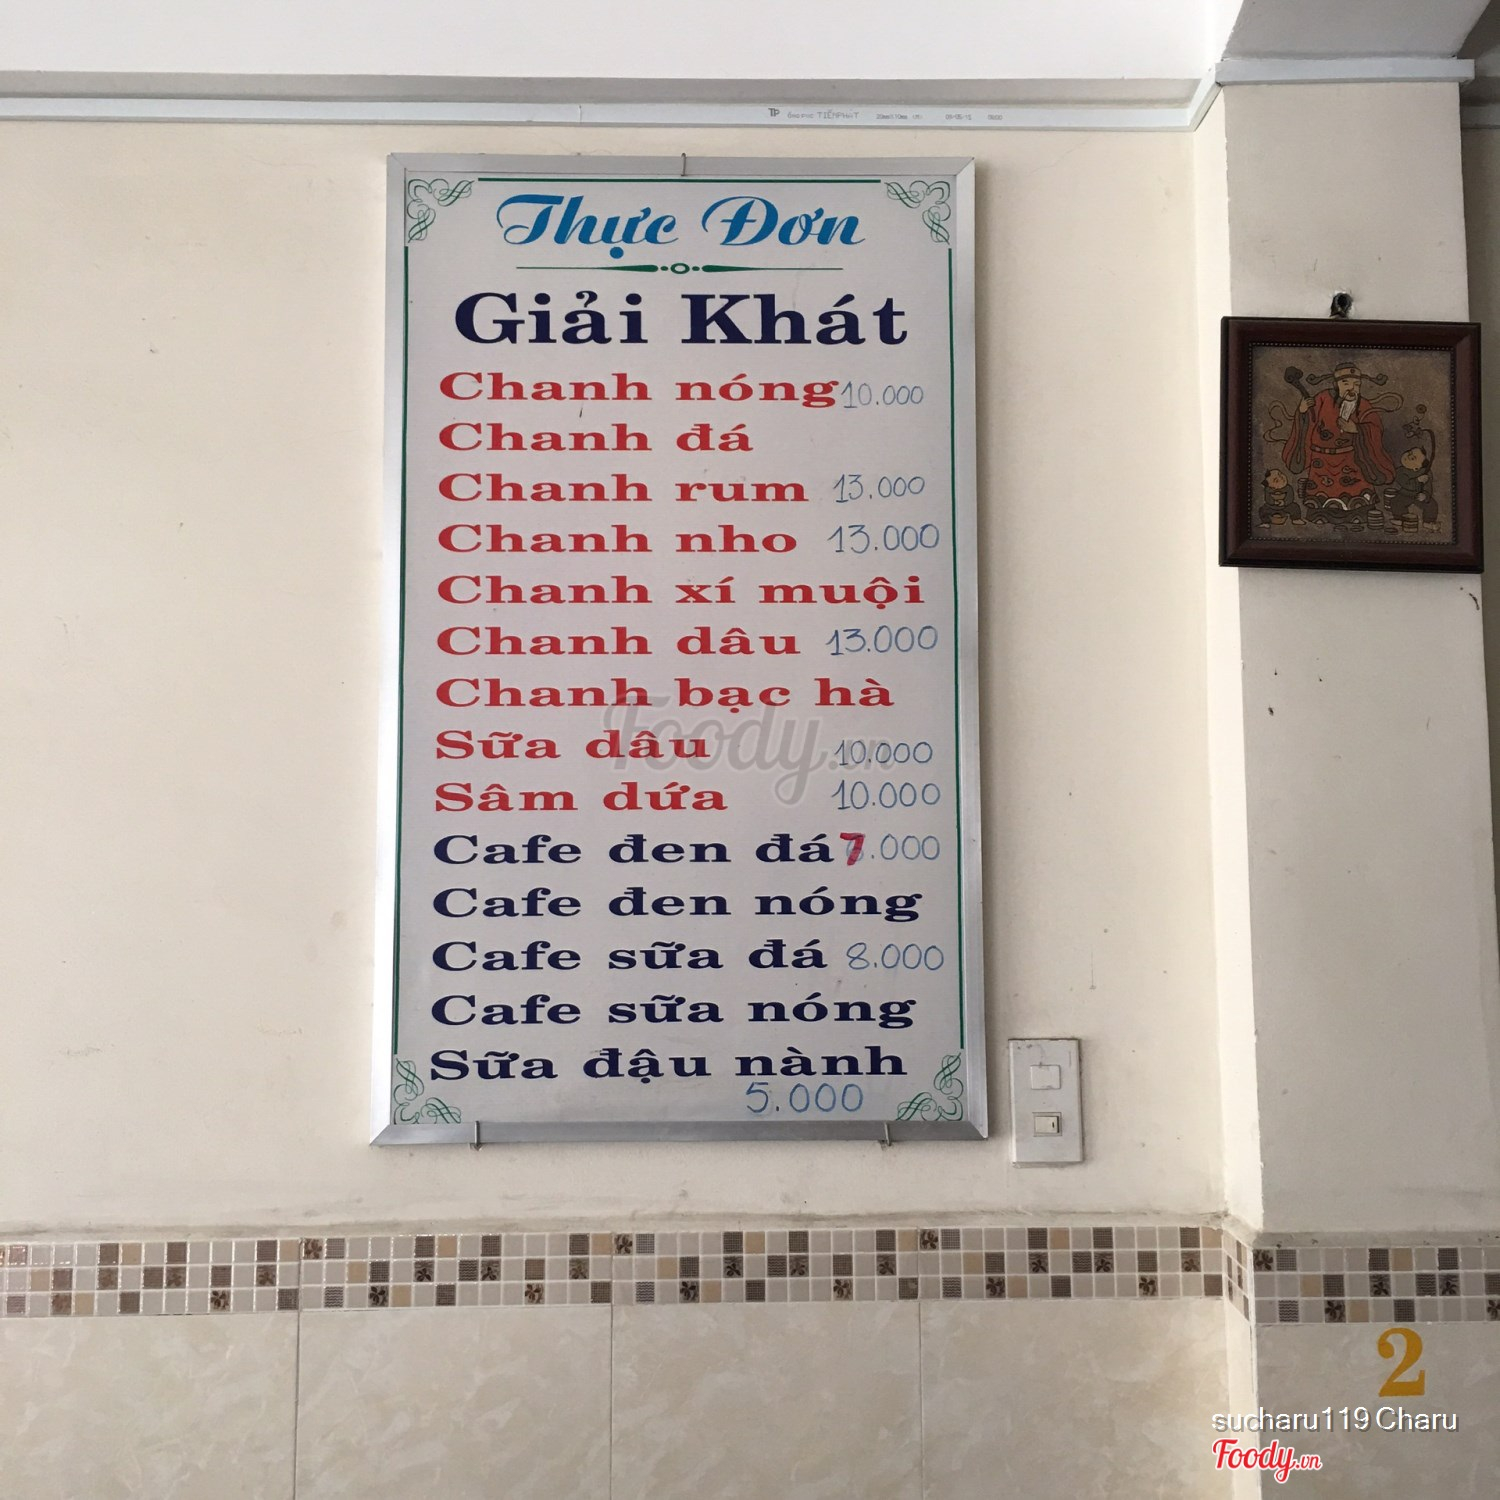 TIẾNPHÁT
Thực Đơn
Giải Khát
Chanh nóng 10.000
Chanh đá
Chanh rum 13.000
Chanh nho 13.000
Chanh xí muội
Chanh dâu 13.000
Chanh bạc hà
Sữa dâu 10.000
Sâm dứa 10.000
Cafe đen đá 7.000
Cafe đen nóng
Cafe sữa đá 8.000
Cafe sữa nóng
Sữa đậu nành
5.000
Foody.vn
2
sucharu119 Charu
Foody.vn